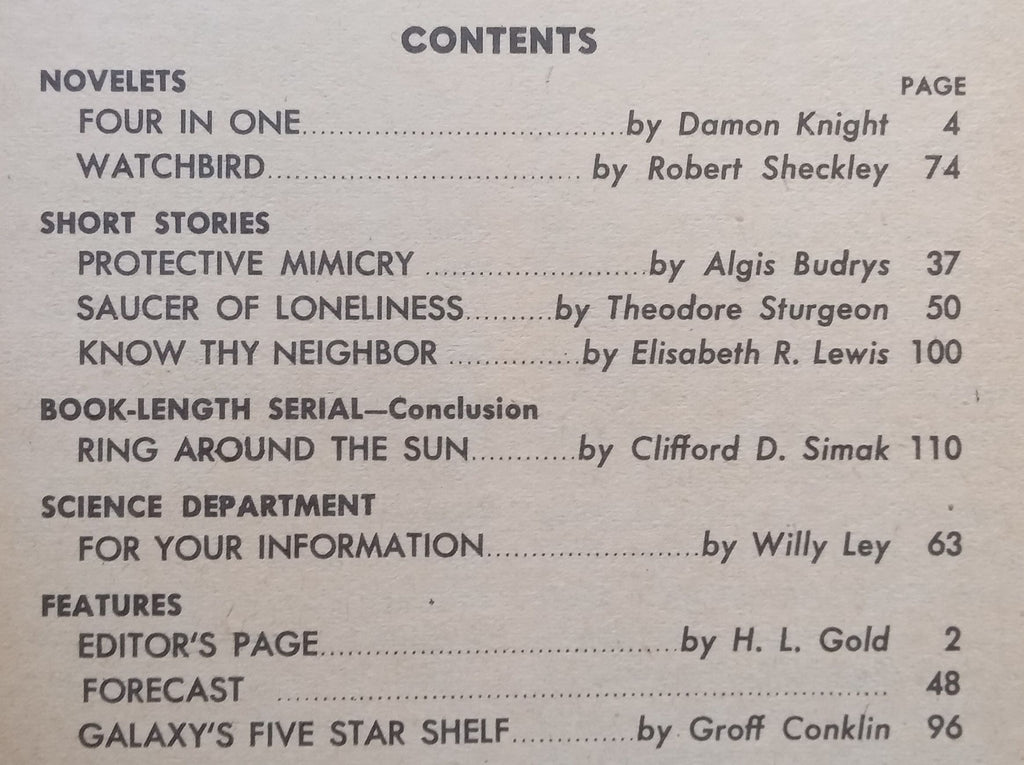 CONTENTS
NOVELETS PAGE
FOUR IN ONE..............................by Damon Knight 4
WATCHBIRD.............................. by Robert Sheckley 74
SHORT STORIES
PROTECTIVE MIMICRY .....................by Algis Budrys 37
SAUCER OF LONELINESS..........by Theodore Sturgeon 50
KNOW THY NEIGHBOR .............by Elisabeth R. Lewis 100
BOOK-LENGTH SERIAL—Conclusion
RING AROUND THE SUN............by Clifford D. Simak 110
SCIENCE DEPARTMENT
FOR YOUR INFORMATION.....................by Willy Ley 63
FEATURES
EDITOR'S PAGE..................................by H. L. Gold 2
FORECAST .......................................................... 48
GALAXY'S FIVE STAR SHELF............by Groff Conklin 96